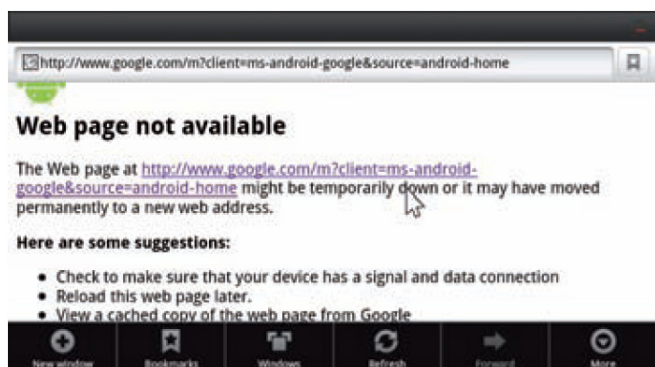 http://www.google.com/m?client=ms-android-google&source=android-home
Web page not available
The Web page at http://www.google.com/m?client=ms-android-
google&source=android-home might be temporarily down or it may have moved
permanently to a new web address.
Here are some suggestions:
• Check to make sure that your device has a signal and data connection
• Reload this web page later.
• View a cached copy of the web page from Google
New window Bookmarks Windows Refresh Forward More